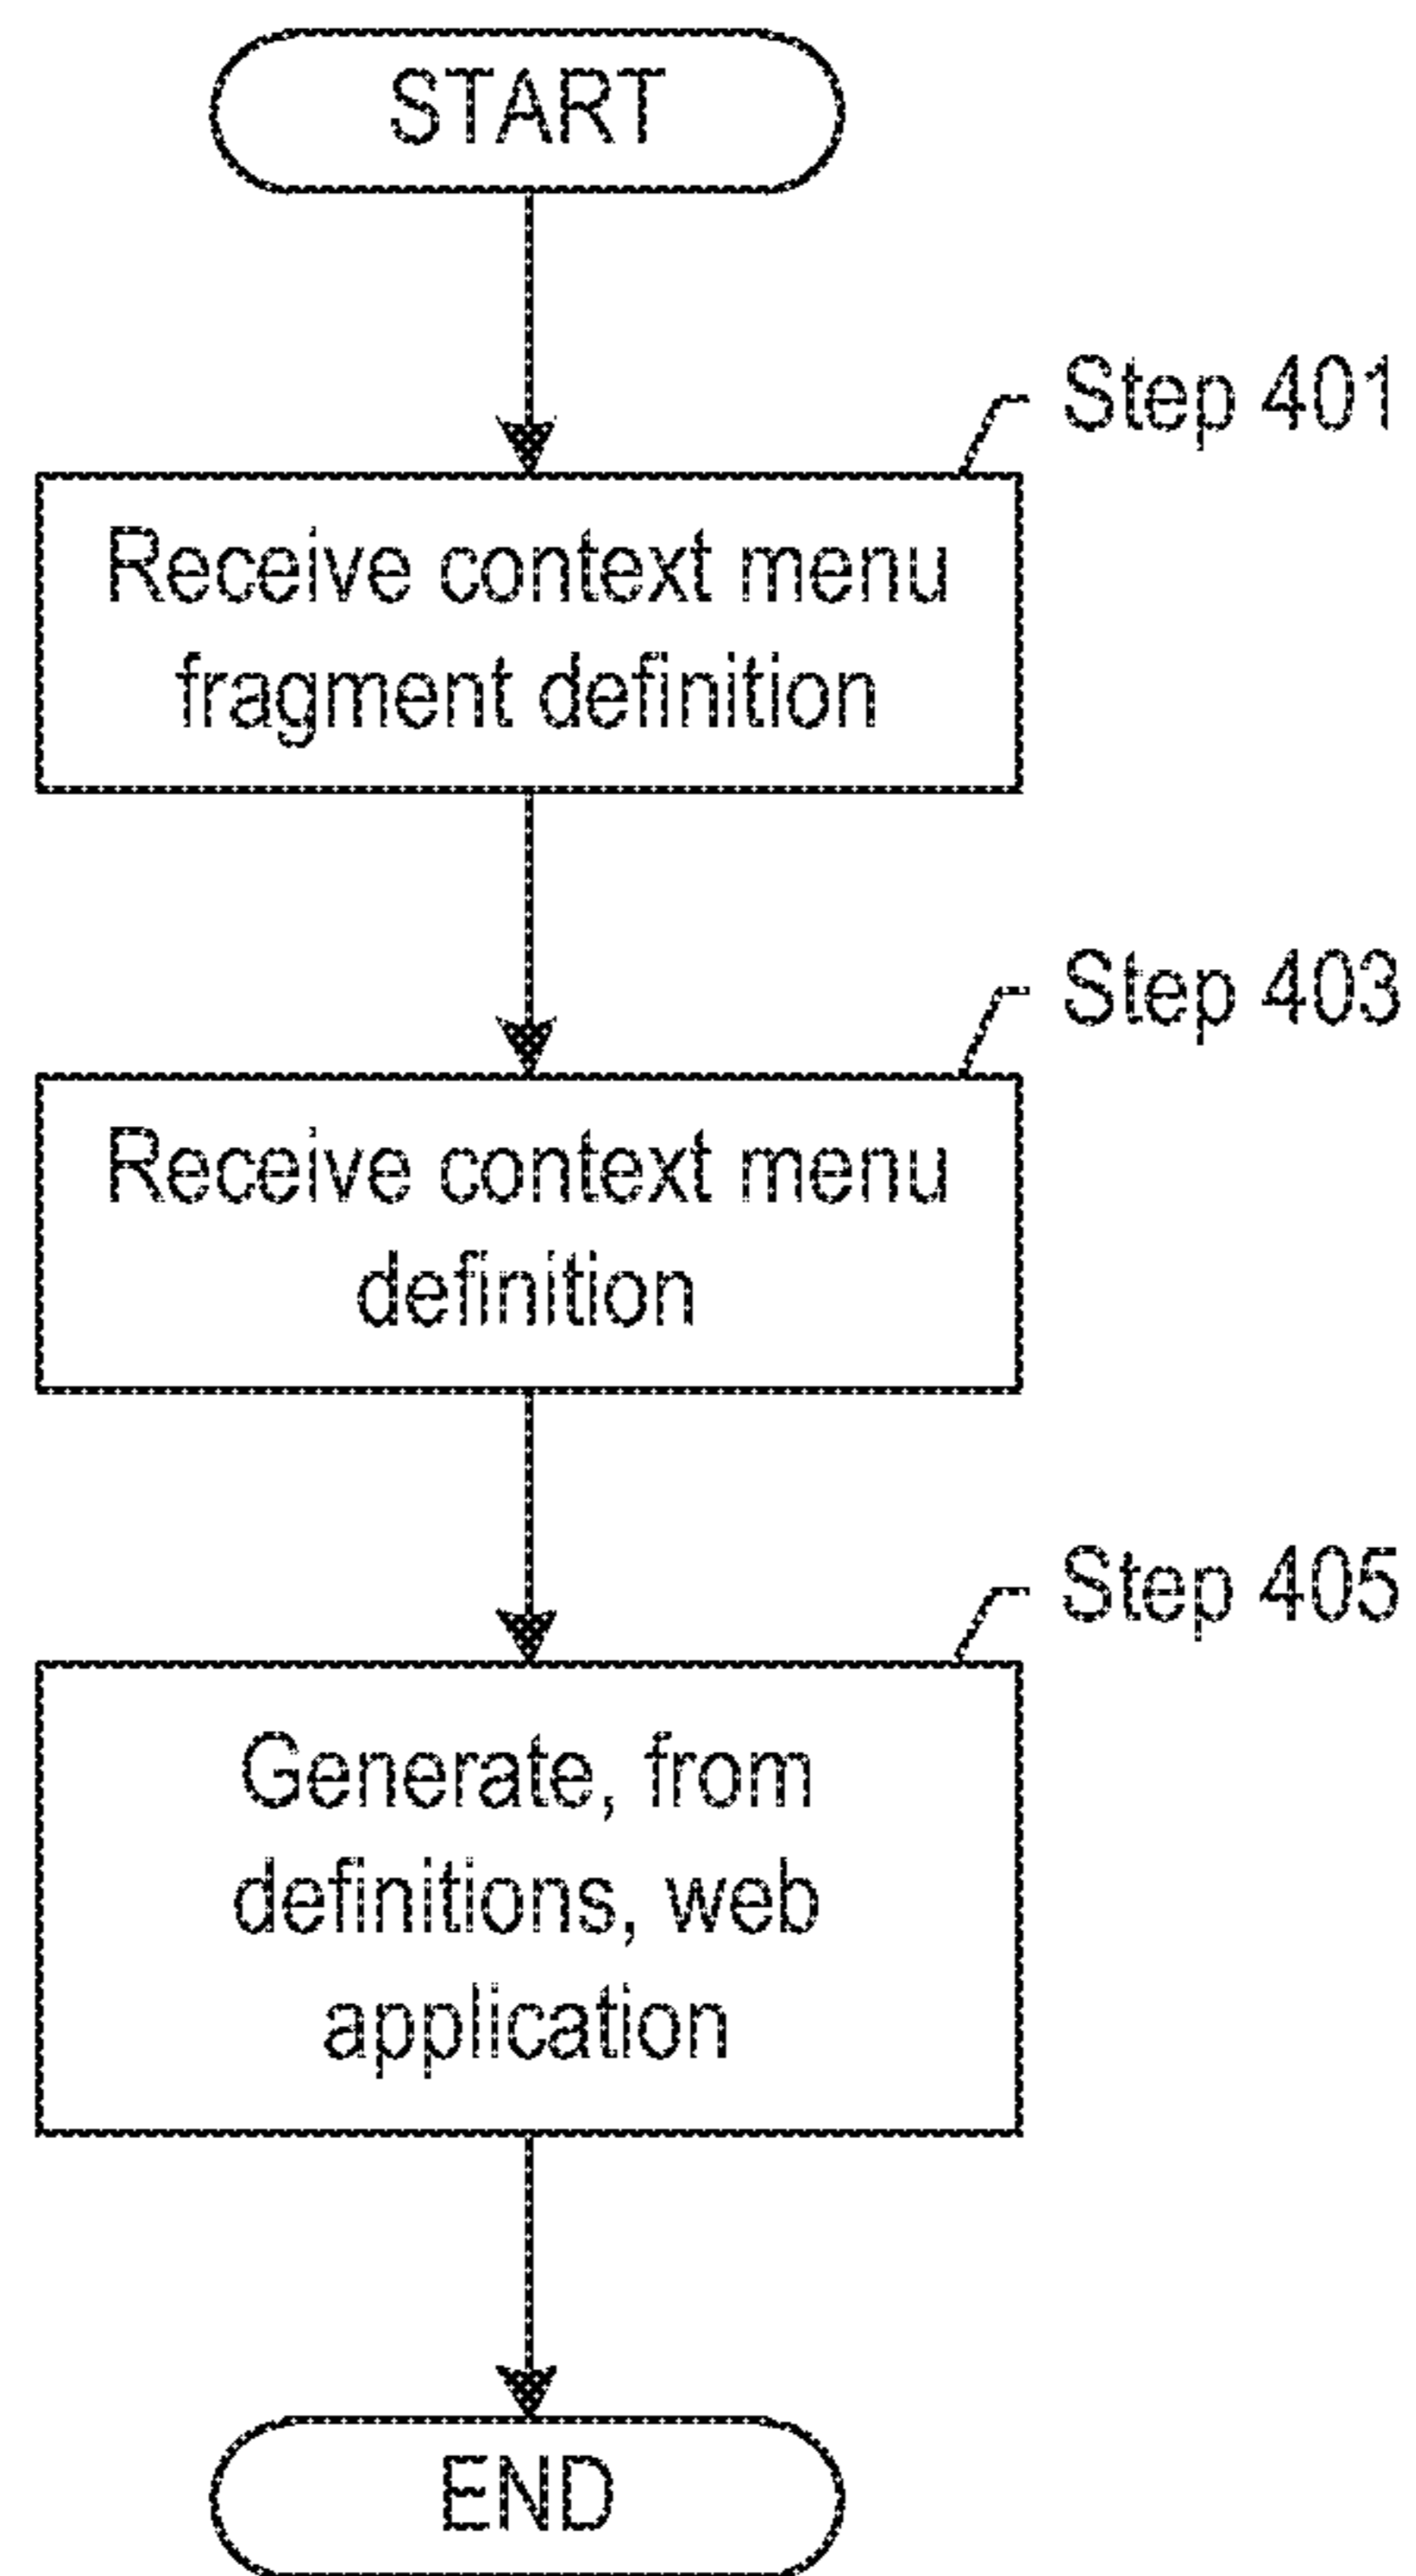 START
Step 401
Receive context menu
fragment definition
Step 403
Receive context menu
definition
Step 405
Generate, from
definitions, web
application
END